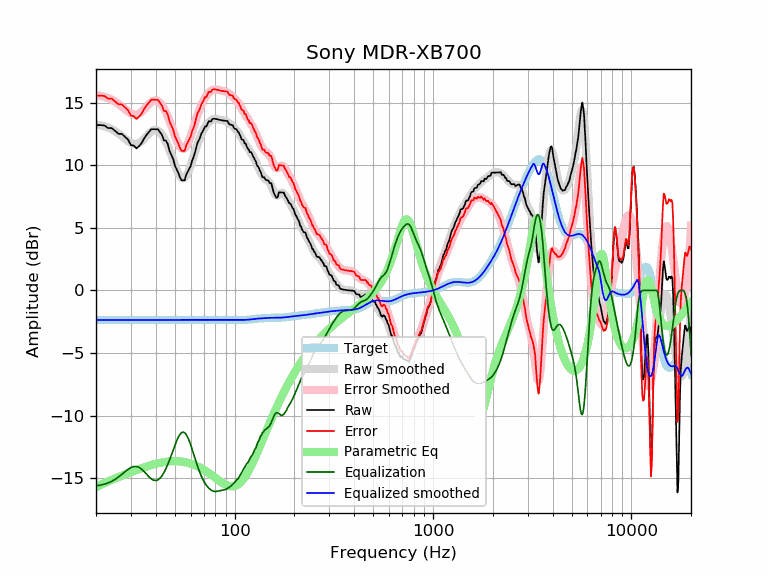 Sony MDR-XB700
15
10
5
0
−5
−10
−15
Amplitude (dBr)
Target
Raw Smoothed
Error Smoothed
Raw
Error
Parametric Eq
Equalization
Equalized smoothed
100
1000
10000
Frequency (Hz)